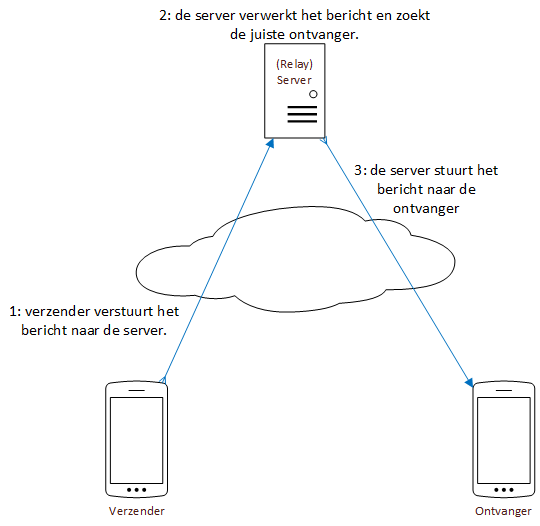 2: de server verwerkt het bericht en zoekt
de juiste ontvanger.
(Relay)
Server
3: de server stuurt het
bericht naar de
ontvanger
1: verzender verstuurt het
bericht naar de server.
Verzender
Ontvanger